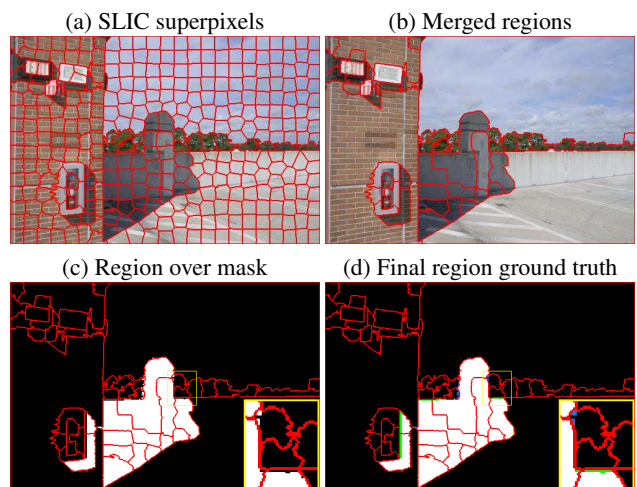 (a) SLIC superpixels
(b) Merged regions
(c) Region over mask
(d) Final region ground truth